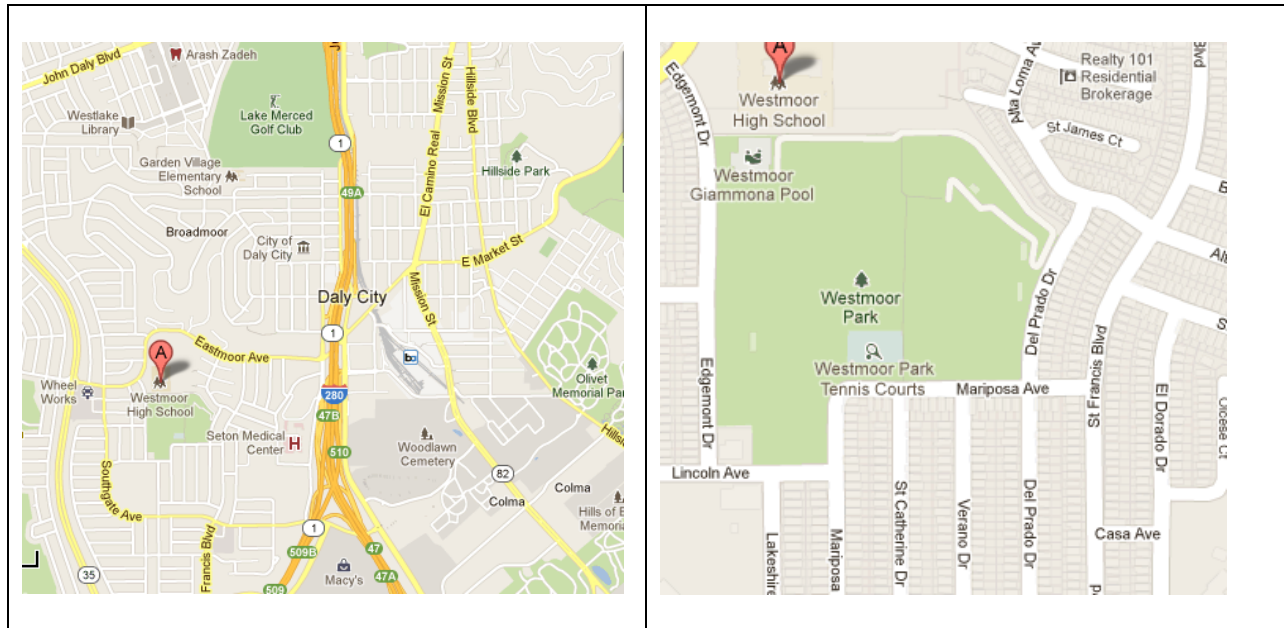 John Daly Blvd
Arash Zadeh
Mission St
Hillside Blvd
Lake Merced
Golf Club
Westlake
Library
1
Garden Village
Elementary
School
Hillside Park
49A
El Camino Real
Broadmoor
City of
Daly City
E Market St
Daly City
Mission St
1
Eastmoor Ave
A
Wheel
Works
Westmoor
High School
280
47B
Olivet
Memorial Par
Seton Medical
Center
H
510
Woodlawn
Cemetery
Hills
82
Colma
Colma
Southgate Ave
1
Hills of E
Memoria
509B
47
Francis Blvd
Macy's
35
509
47A
A
Edgemont Dr
Westmoor
High School
Alta Loma Av
Realty 101
Residential
Brokerage
Blvd
St James Ct
Westmoor
Giammona Pool
Westmoor
Park
Del Prado Dr
Westmoor Park
Tennis Courts
Mariposa Ave
Edgemont Dr
St Francis Blvd
El Dorado Dr
Lincoln Ave
Lakeshire
Mariposa
St Catherine Dr
Verano Dr
Del Prado Dr
Casa Ave